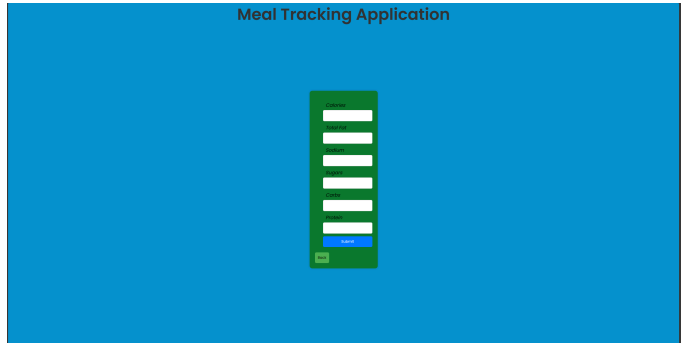 Meal Tracking Application
Calories
Total Fat
Sodium
Sugars
Carbs
Protein
Submit
Back